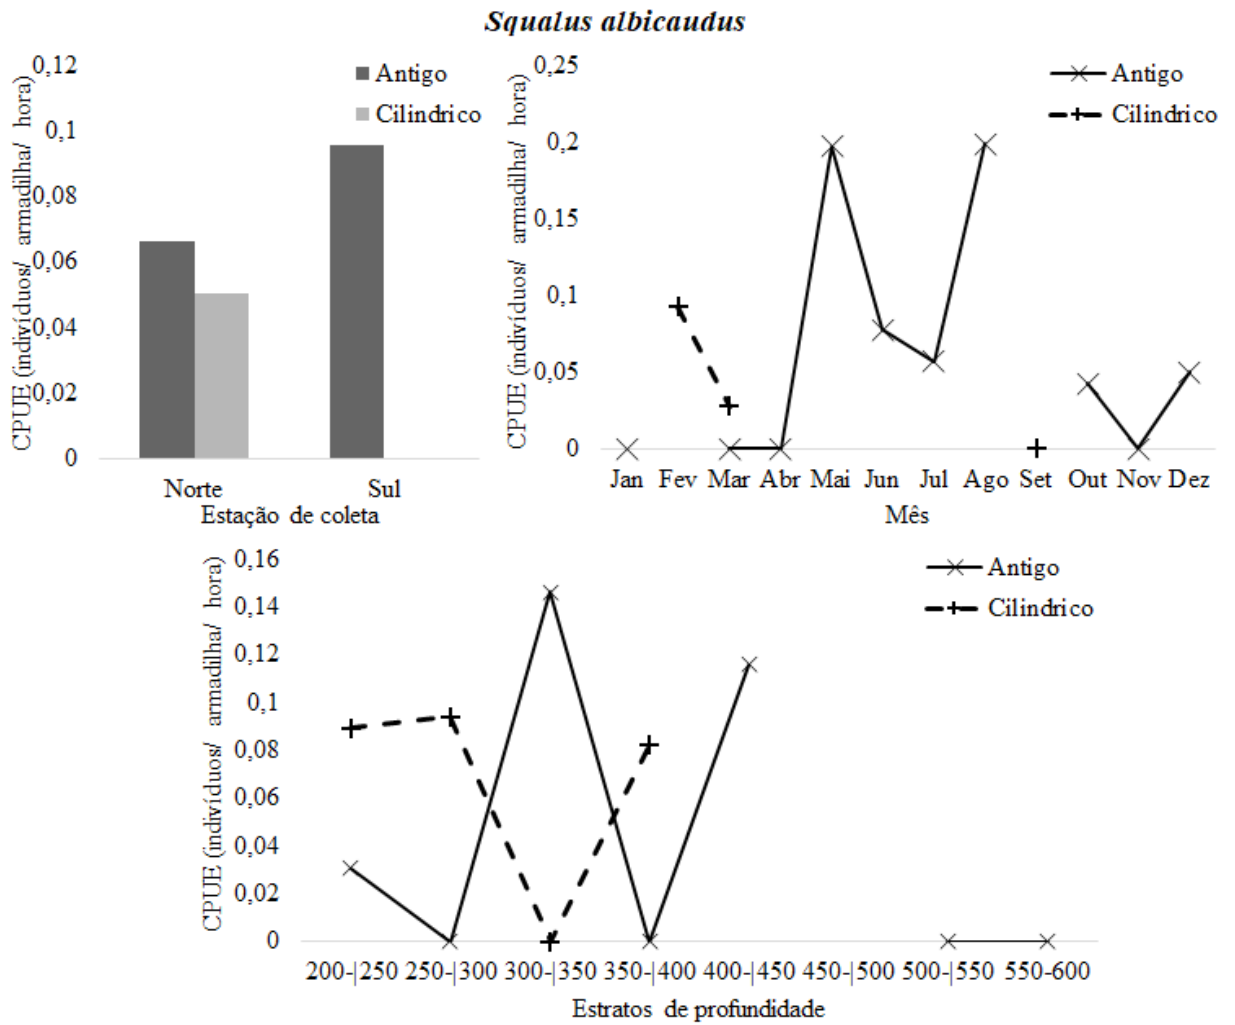 Squalus albicaudus
CPUE (indivíduos/ armadilha/ hora)
0,12
0,1
0,08
0,06
0,04
0,02
0
Antigo
Cilindrico
Norte Sul
Estação de coleta
CPUE (indivíduos/ armadilha/ hora)
0,25
0,2
0,15
0,1
0,05
0
Antigo
Cilindrico
Jan Fev Mar Abr Mai Jun Jul Ago Set Out Nov Dez
Mês
CPUE (indivíduos/ armadilha/ hora)
0,16
0,14
0,12
0,1
0,08
0,06
0,04
0,02
0
Antigo
Cilindrico
200-|250 250-|300 300-|350 350-|400 400-|450 450-|500 500-|550 550-|600
Estratos de profundidade